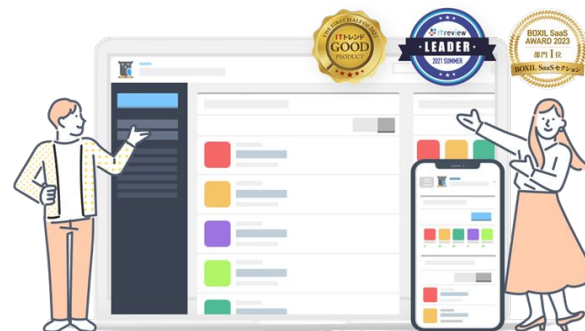 THE FIRST HALF OF
ITトレンド
GOOD
PRODUCT
ITreview
LEADER
2021 SUMMER
BOXIL SaaS
AWARD 2023
部門1位
BOXIL SaaSセクション